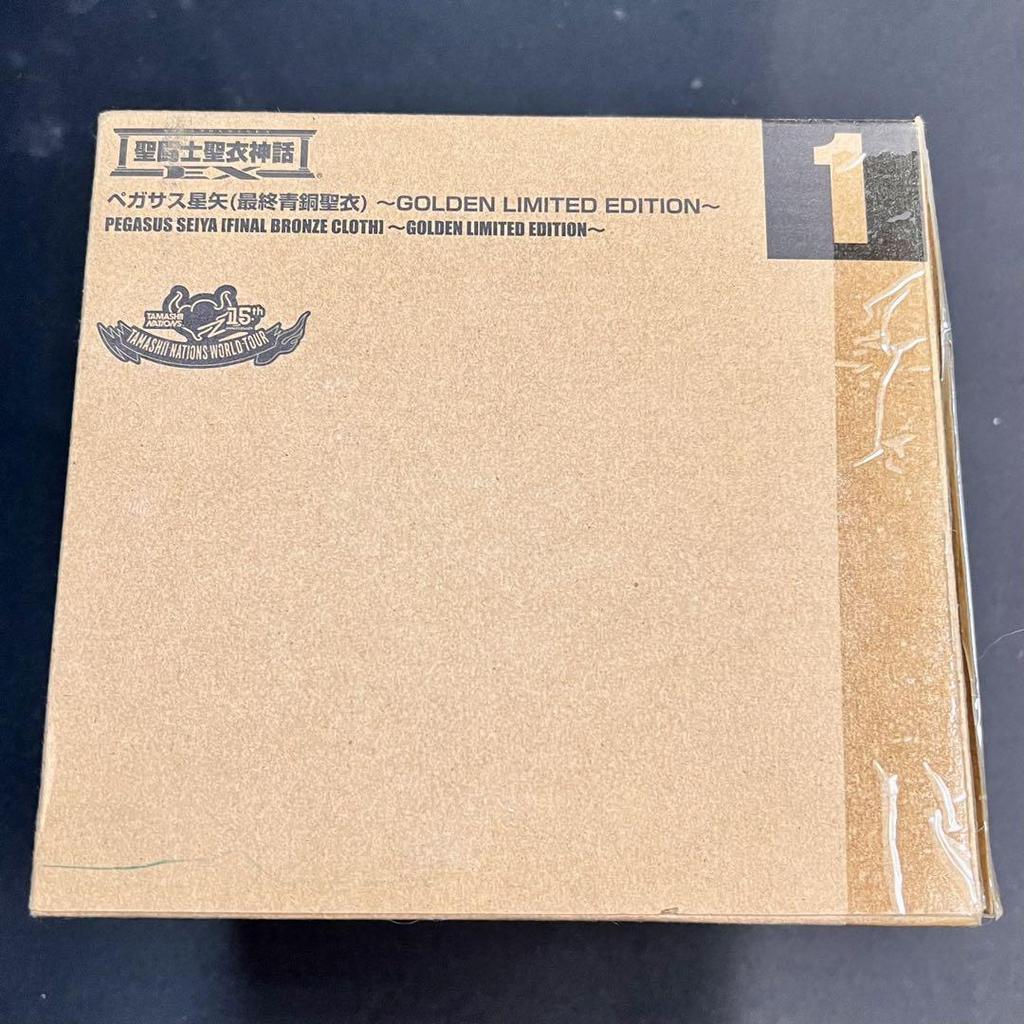 聖闘士聖衣神話
EX
ペガサス星矢(最終青銅聖衣) ～GOLDEN LIMITED EDITION～
PEGASUS SEIYA [FINAL BRONZE CLOTH] ～GOLDEN LIMITED EDITION～
1
TAMASHII
NATIONS
15th
TAMASHII NATIONS WORLD TOUR